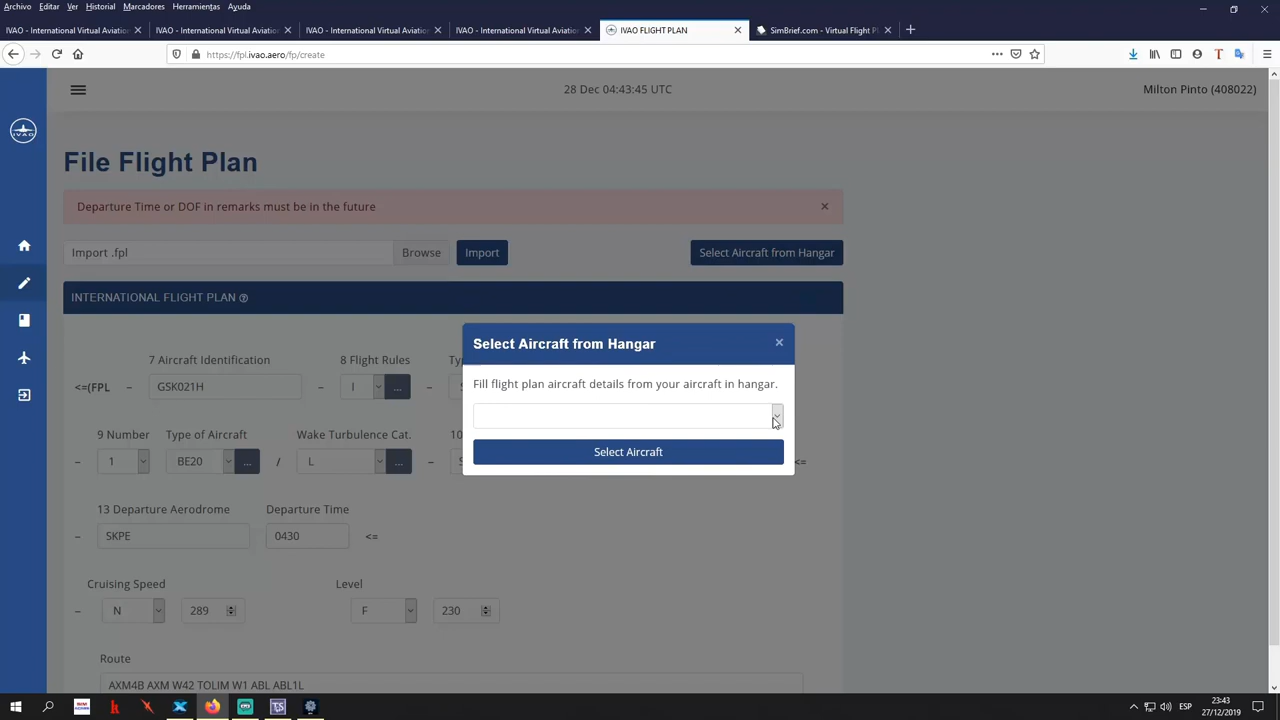 Archivo Editar Ver Historial Marcadores Herramientas Ayuda
IVAO - International Virtual Aviatio × IVAO - International Virtual Aviatio × IVAO - International Virtual Aviatio × IVAO - International Virtual Aviatio × IVAO FLIGHT PLAN × SimBrief.com - Virtual Flight Pl × +
https://fpl.ivao.aero/fp/create
28 Dec 04:43:45 UTC
Milton Pinto (408022)
IVAO
File Flight Plan
Departure Time or DOF in remarks must be in the future ×
Import .fpl Browse Import Select Aircraft from Hangar
INTERNATIONAL FLIGHT PLAN
Select Aircraft from Hangar ×
Fill flight plan aircraft details from your aircraft in hangar.
Select Aircraft
7 Aircraft Identification 8 Flight Rules
<=(FPL – GSK021H – I ... –
9 Number Type of Aircraft Wake Turbulence Cat. 10
– 1 BE20 ... / L ... – <=
13 Departure Aerodrome Departure Time
– SKPE 0430 <=
Cruising Speed Level
– N 289 F 230
Route
AXM4B AXM W42 TOLIM W1 ABL ABL1L
ESP
23:43
27/12/2019